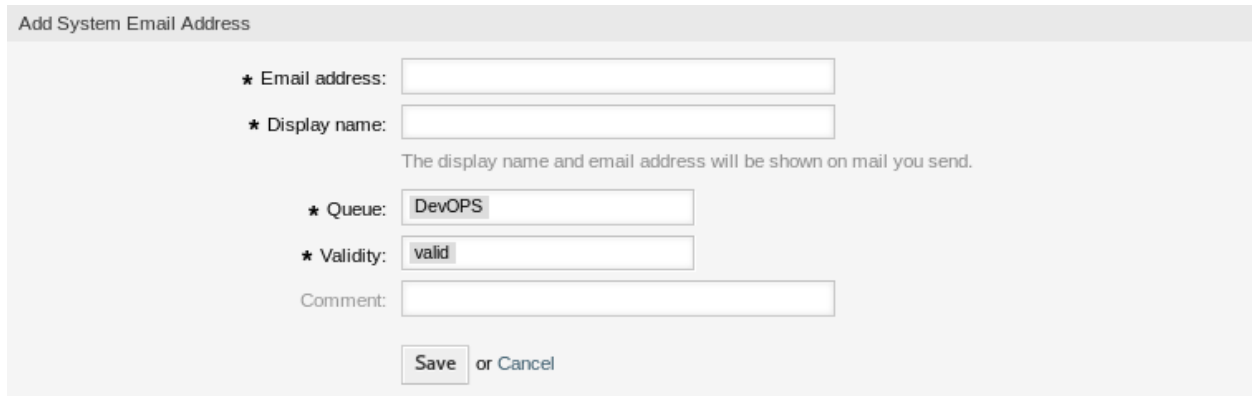 Add System Email Address
★ Email address:
★ Display name:
The display name and email address will be shown on mail you send.
★ Queue: DevOPS
★ Validity: valid
Comment:
Save or Cancel